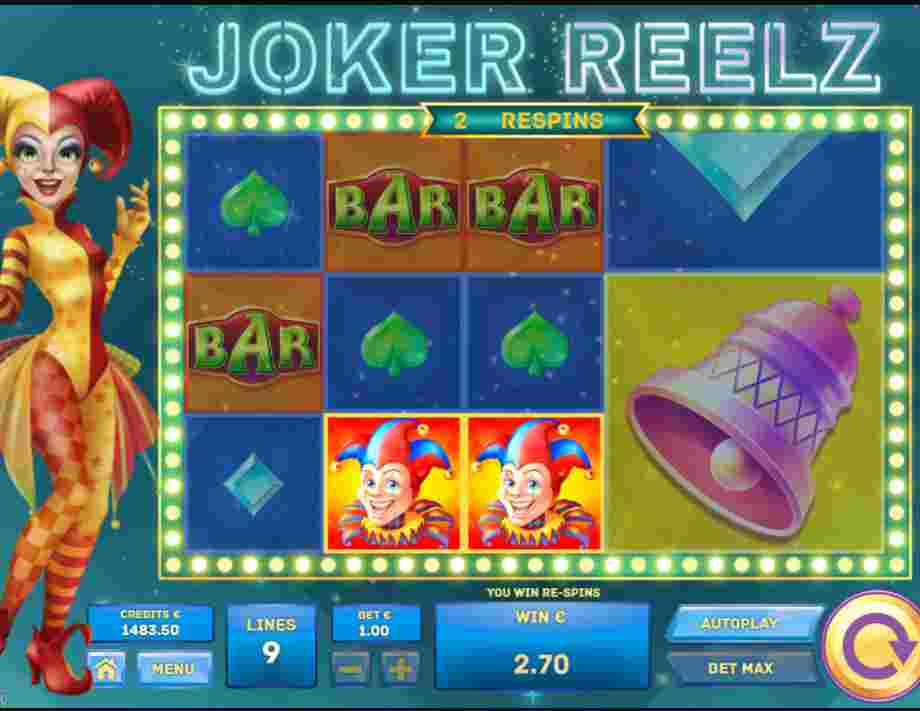 JOKER REELZ
2 RESPINS
BAR BAR
BAR
YOU WIN RE-SPINS
CREDITS €
1483.50
LINES
9
BET €
1.00
WIN €
2.70
AUTOPLAY
MENU
BET MAX